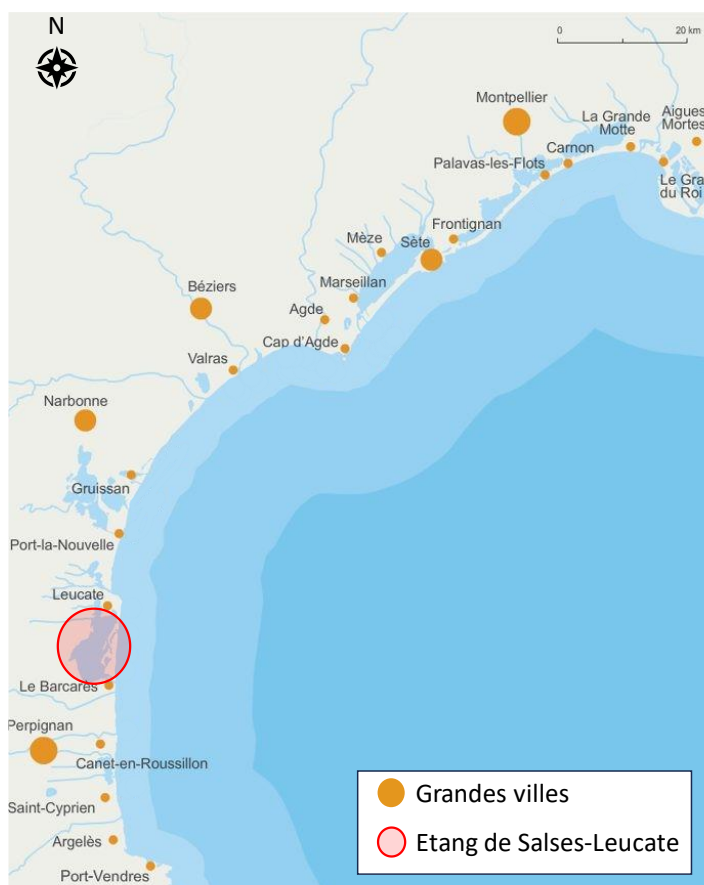 N
0
20 km
Montpellier
La Grande
Motte
Aigues
Mortes
Carnon
Palavas-les-Flots
Le Gra
du Roi
Frontignan
Mèze
Sète
Marseillan
Béziers
Agde
Cap d'Agde
Valras
Narbonne
Gruissan
Port-la-Nouvelle
Leucate
Le Barcarès
Perpignan
Canet-en-Roussillon
Saint-Cyprien
Argelès
Port-Vendres
Grandes villes
Etang de Salses-Leucate